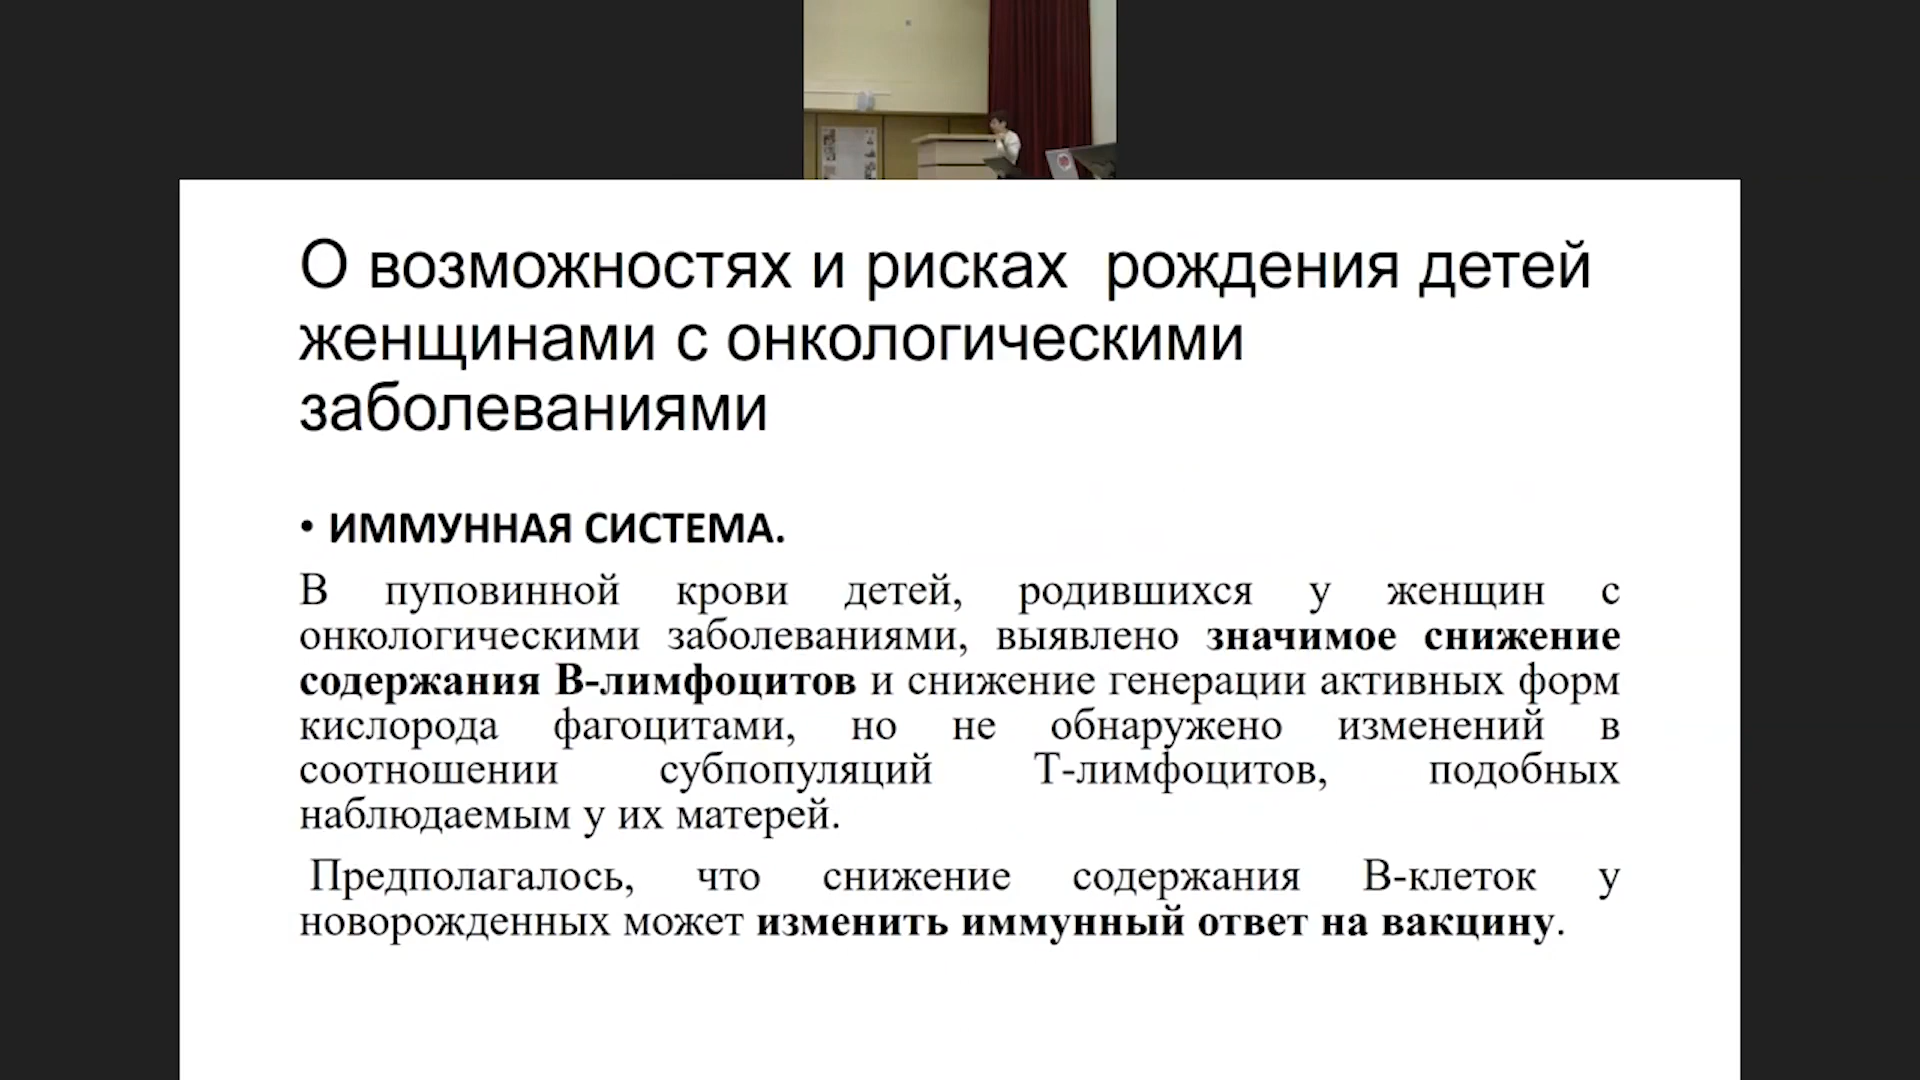 О возможностях и рисках рождения детей
женщинами с онкологическими
заболеваниями
• ИММУННАЯ СИСТЕМА.
В пуповинной крови детей, родившихся у женщин с
онкологическими заболеваниями, выявлено значимое снижение
содержания В-лимфоцитов и снижение генерации активных форм
кислорода фагоцитами, но не обнаружено изменений в
соотношении субпопуляций Т-лимфоцитов, подобных
наблюдаемым у их матерей.
Предполагалось, что снижение содержания В-клеток у
новорожденных может изменить иммунный ответ на вакцину.